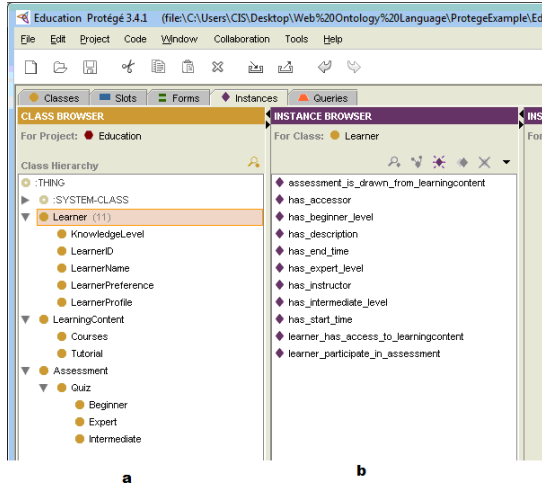 Education Protégé 3.4.1 (file:\C:\Users\CIS\Desktop\Web%20Ontology%20Language\ProtegeExample\Ed
File Edit Project Code Window Collaboration Tools Help
Classes Slots Forms Instances Queries
CLASS BROWSER
For Project: Education
Class Hierarchy
:THING
:SYSTEM-CLASS
Learner (11)
KnowledgeLevel
LearnerID
LearnerName
LearnerPreference
LearnerProfile
LearningContent
Courses
Tutorial
Assessment
Quiz
Beginner
Expert
Intermediate
a
INSTANCE BROWSER
For Class: Learner
assessment_is_drawn_from_learningcontent
has_accessor
has_beginner_level
has_description
has_end_time
has_expert_level
has_instructor
has_intermediate_level
has_start_time
learner_has_access_to_learningcontent
learner_participate_in_assessment
b
INS
For